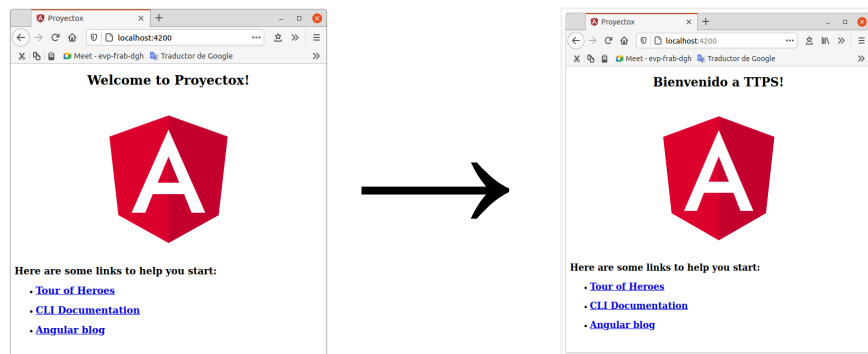 Proyectox
localhost:4200
Meet - evp-frab-dgh Traductor de Google
Welcome to Proyectox!
A
Here are some links to help you start:
• Tour of Heroes
• CLI Documentation
• Angular blog
Proyectox
localhost:4200
Meet - evp-frab-dgh Traductor de Google
Bienvenido a TTPS!
A
Here are some links to help you start:
• Tour of Heroes
• CLI Documentation
• Angular blog